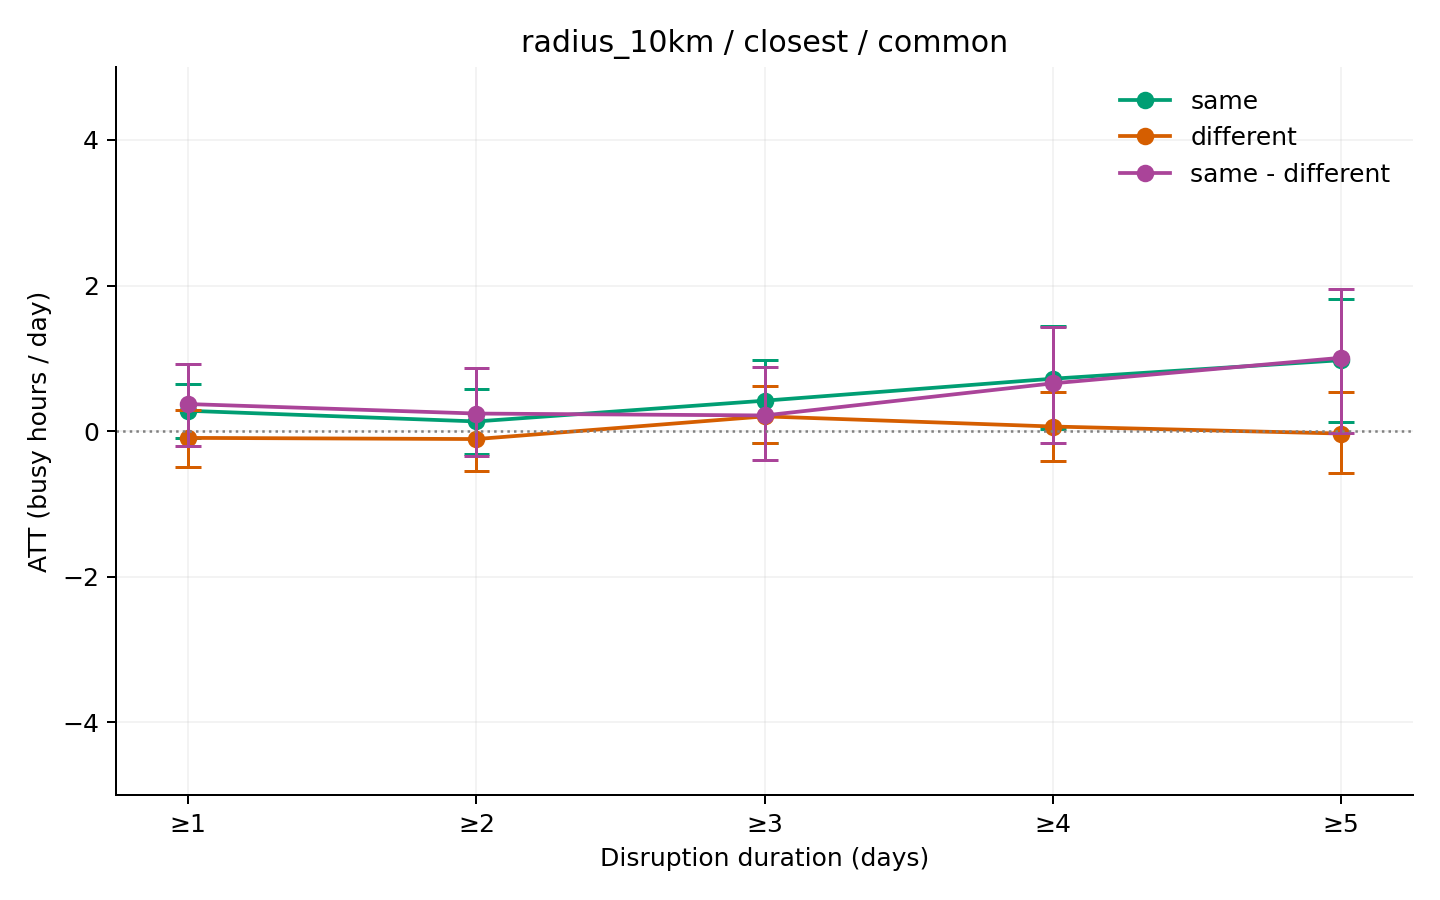 radius_10km / closest / common
same
different
same - different
ATT (busy hours / day)
4
2
0
−2
−4
≥1
≥2
≥3
≥4
≥5
Disruption duration (days)